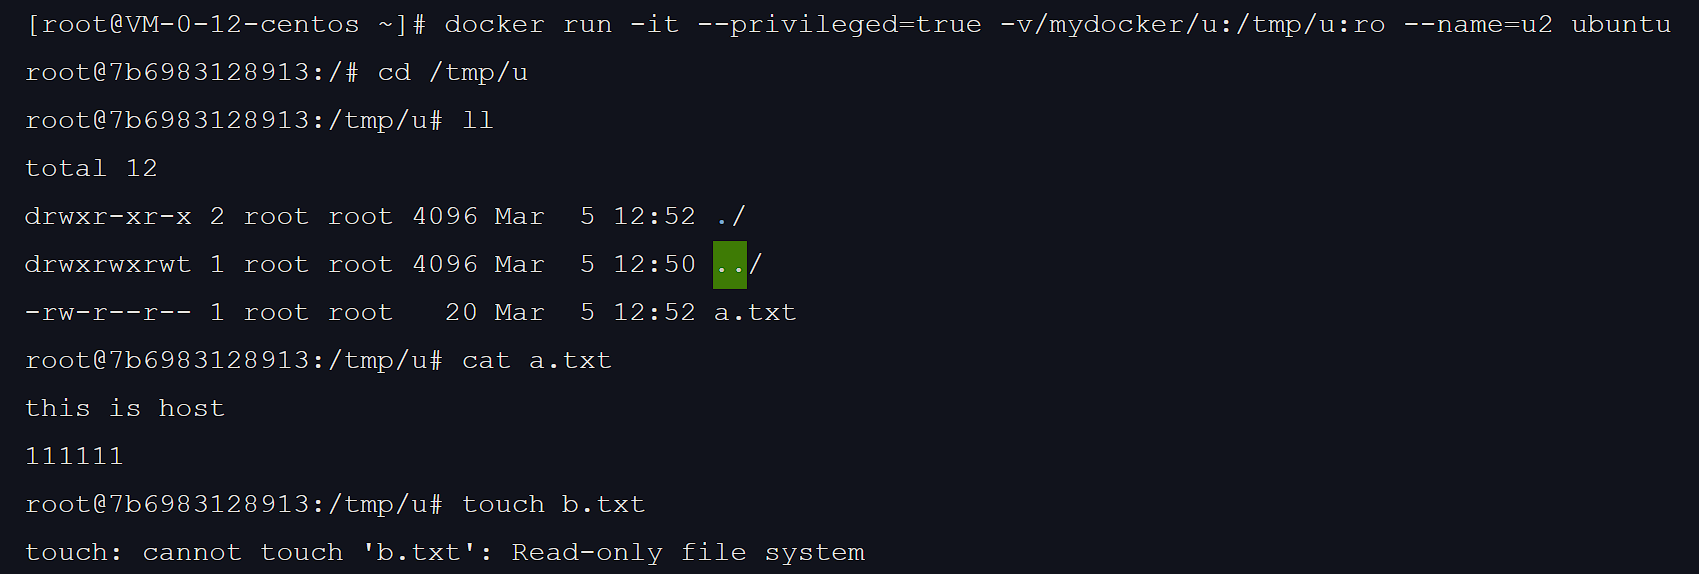 [root@VM-0-12-centos ~]# docker run -it --privileged=true -v/mydocker/u:/tmp/u:ro --name=u2 ubuntu
root@7b6983128913:/# cd /tmp/u
root@7b6983128913:/tmp/u# ll
total 12
drwxr-xr-x 2 root root 4096 Mar  5 12:52 ./
drwxrwxrwt 1 root root 4096 Mar  5 12:50 ../
-rw-r--r-- 1 root root   20 Mar  5 12:52 a.txt
root@7b6983128913:/tmp/u# cat a.txt
this is host
111111
root@7b6983128913:/tmp/u# touch b.txt
touch: cannot touch 'b.txt': Read-only file system